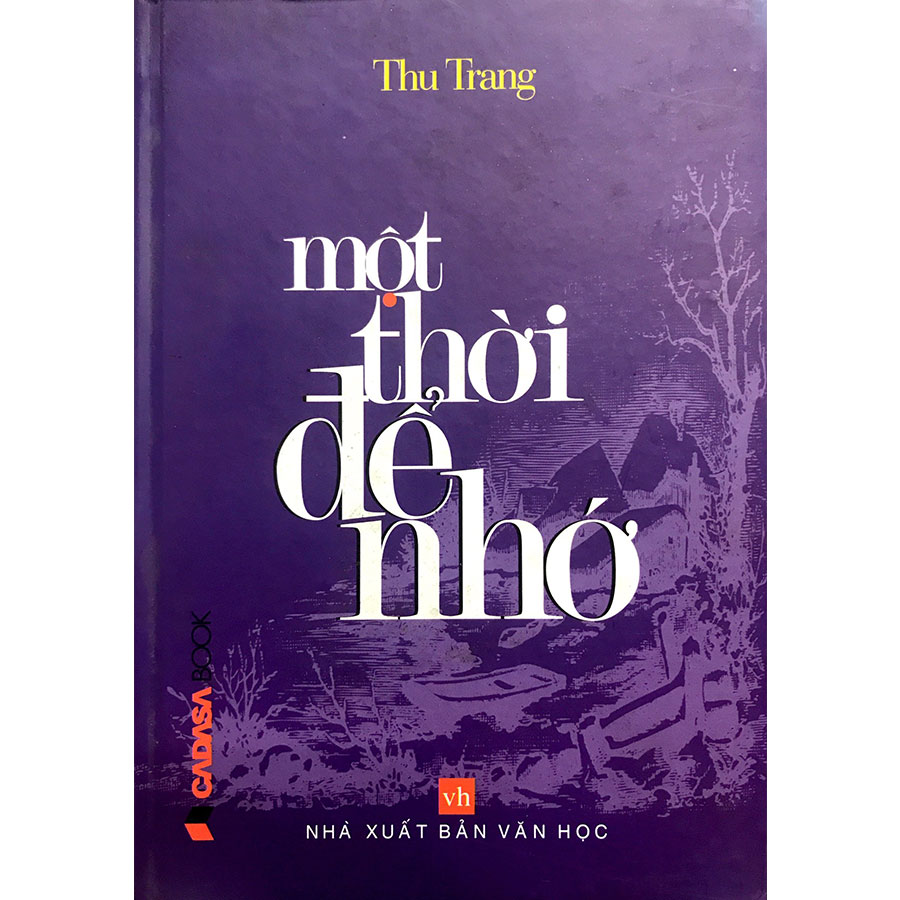 Thu Trang
một
thời
để
nhớ
CADASA BOOK
vh
NHÀ XUẤT BẢN VĂN HỌC